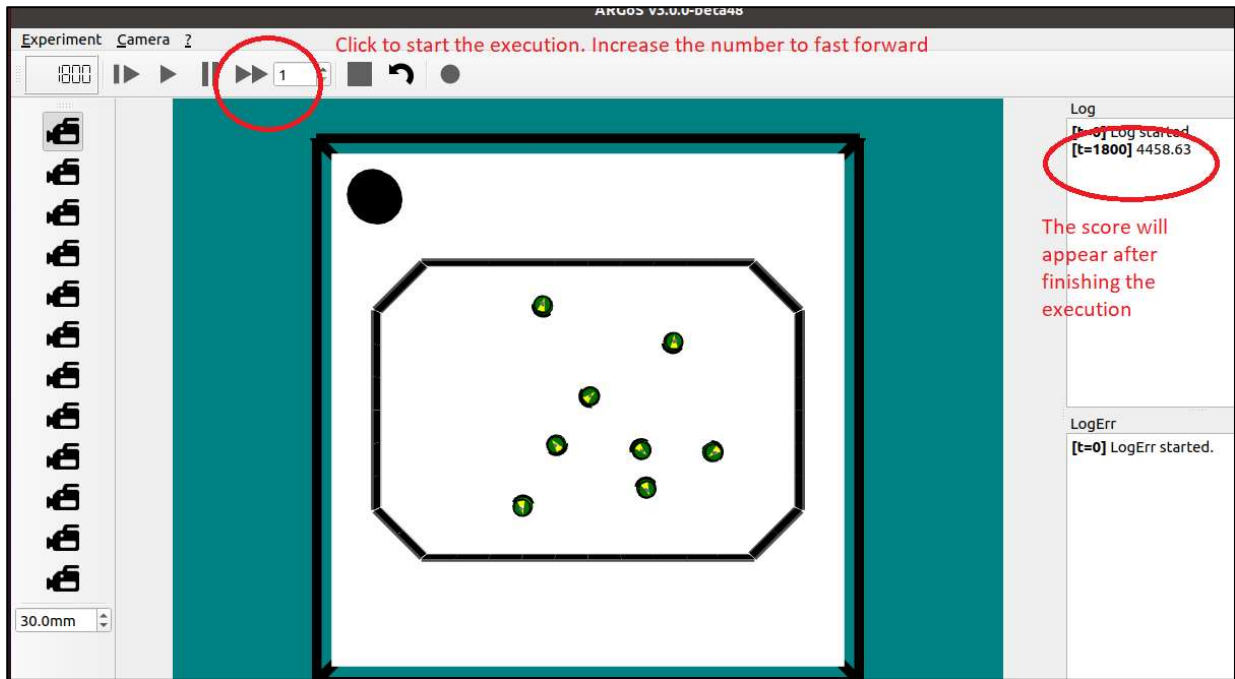 ARGoS v3.0.0-beta48
Experiment Camera ?
Click to start the execution. Increase the number to fast forward
1800
1
Log
[t=0] Log started
[t=1800] 4458.63
The score will
appear after
finishing the
execution
LogErr
[t=0] LogErr started.
30.0mm